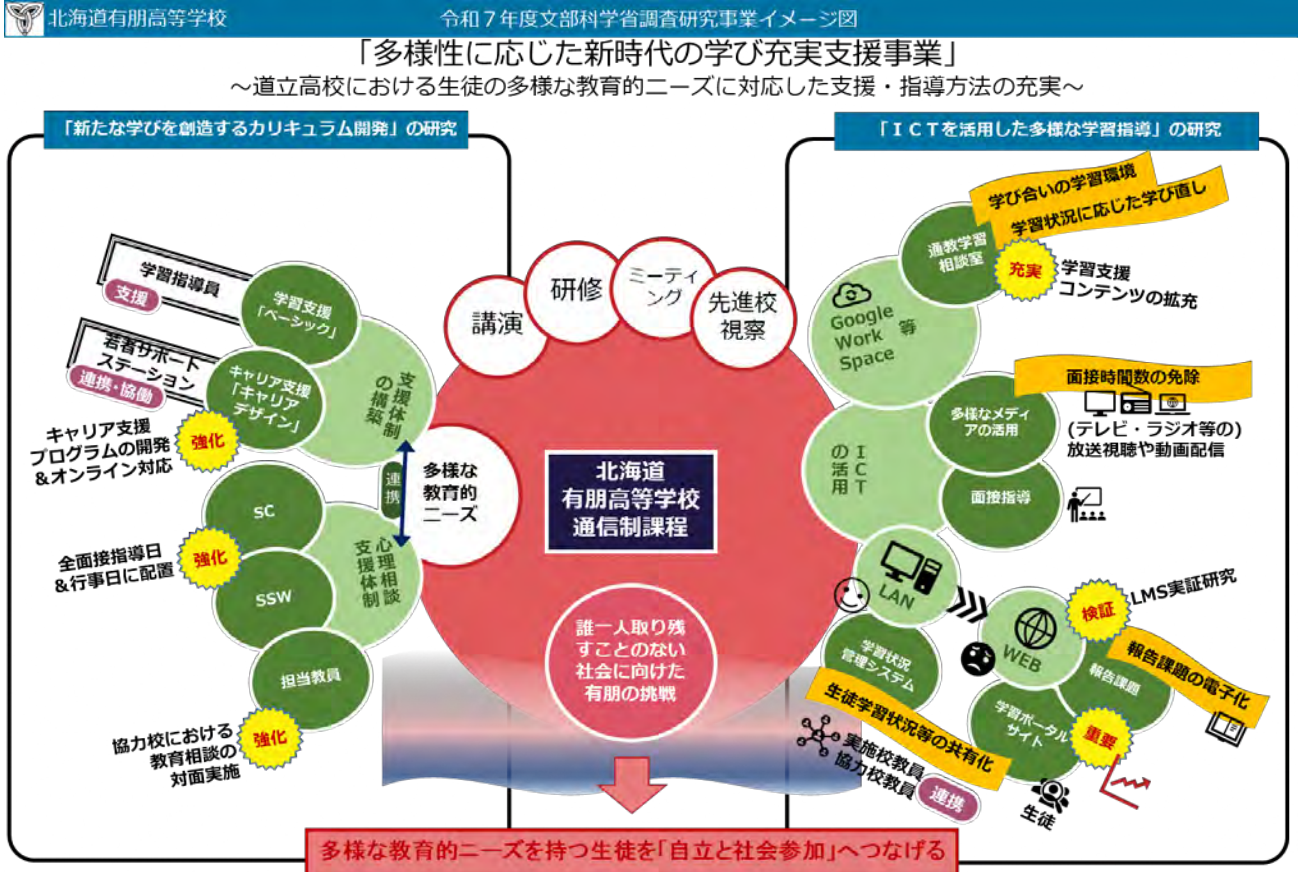 北海道有朋高等学校
令和7年度文部科学省調査研究事業イメージ図
「多様性に応じた新時代の学び充実支援事業」
～道立高校における生徒の多様な教育的ニーズに対応した支援・指導方法の充実～
「新たな学びを創造するカリキュラム開発」の研究
学習指導員
支援
学習支援
「ベーシック」
若者サポート
ステーション
連携・協働
キャリア支援
「キャリア
デザイン」
キャリア支援
プログラムの開発
&オンライン対応
強化
支援体制
の構築
連携
多様な
教育的
ニーズ
SC
全面接指導日
&行事日に配置
強化
SSW
心理相談
支援体制
担当教員
協力校における
教育相談の
対面実施
強化
講演
研修
ミーティ
ング
先進校
視察
北海道
有朋高等学校
通信制課程
誰一人取り残
すことのない
社会に向けた
有朋の挑戦
「ICTを活用した多様な学習指導」の研究
学び合いの学習環境
学習状況に応じた学び直し
通教学習
相談室
充実
学習支援
コンテンツの拡充
Google
Work
Space
等
面接時間数の免除
多様なメディ
アの活用
(テレビ・ラジオ等の)
放送視聴や動画配信
ICT
の活用
面接指導
LAN
WEB
検証
LMS実証研究
学習状況
管理システム
報告課題
報告課題の電子化
生徒学習状況等の共有化
学習ポータル
サイト
重要
実施校教員
協力校教員
連携
生徒
多様な教育的ニーズを持つ生徒を「自立と社会参加」へつなげる